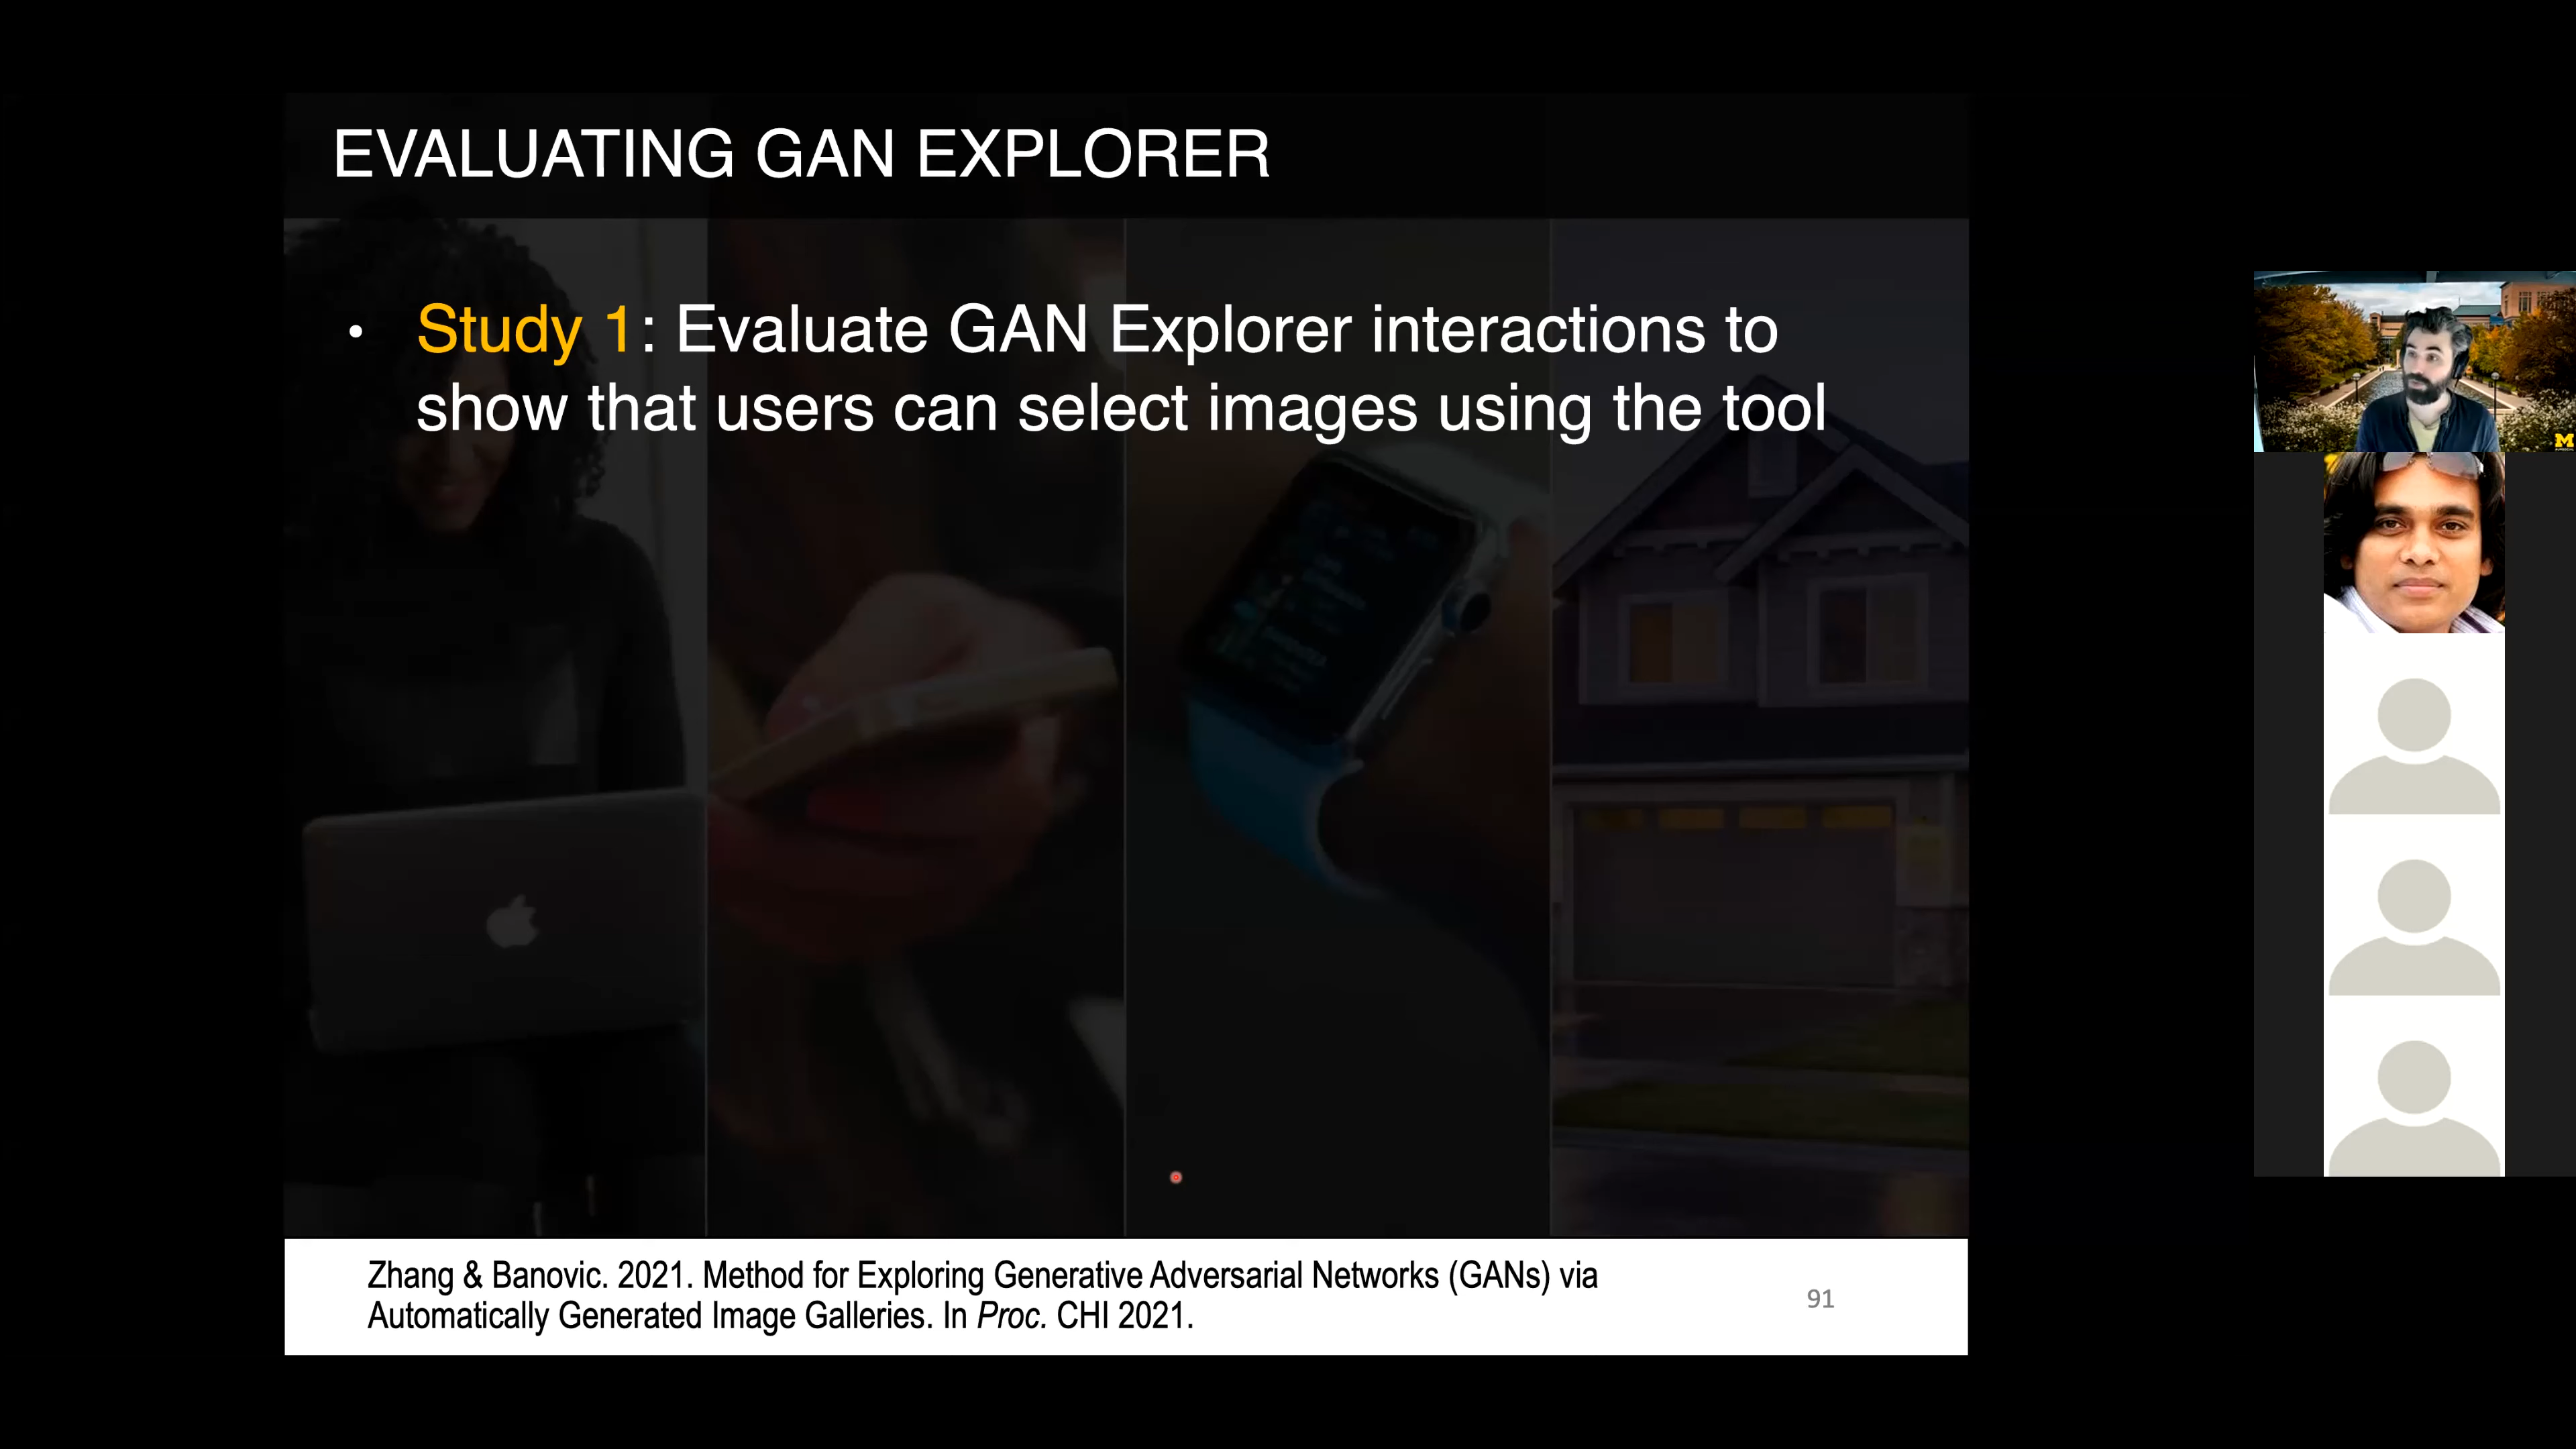 EVALUATING GAN EXPLORER
• Study 1: Evaluate GAN Explorer interactions to
show that users can select images using the tool
M
Zhang & Banovic. 2021. Method for Exploring Generative Adversarial Networks (GANs) via
Automatically Generated Image Galleries. In Proc. CHI 2021.
91